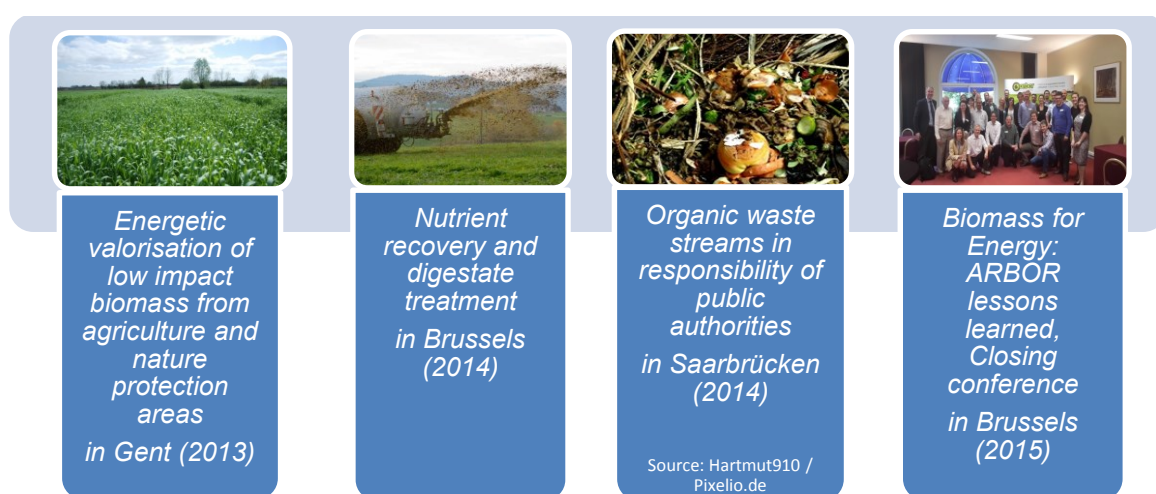 Energetic
valorisation of
low impact
biomass from
agriculture and
nature
protection
areas
in Gent (2013)
Nutrient
recovery and
digestate
treatment
in Brussels
(2014)
Organic waste
streams in
responsibility of
public
authorities
in Saarbrücken
(2014)
Source: Hartmut910 /
Pixelio.de
Biomass for
Energy:
ARBOR
lessons
learned,
Closing
conference
in Brussels
(2015)